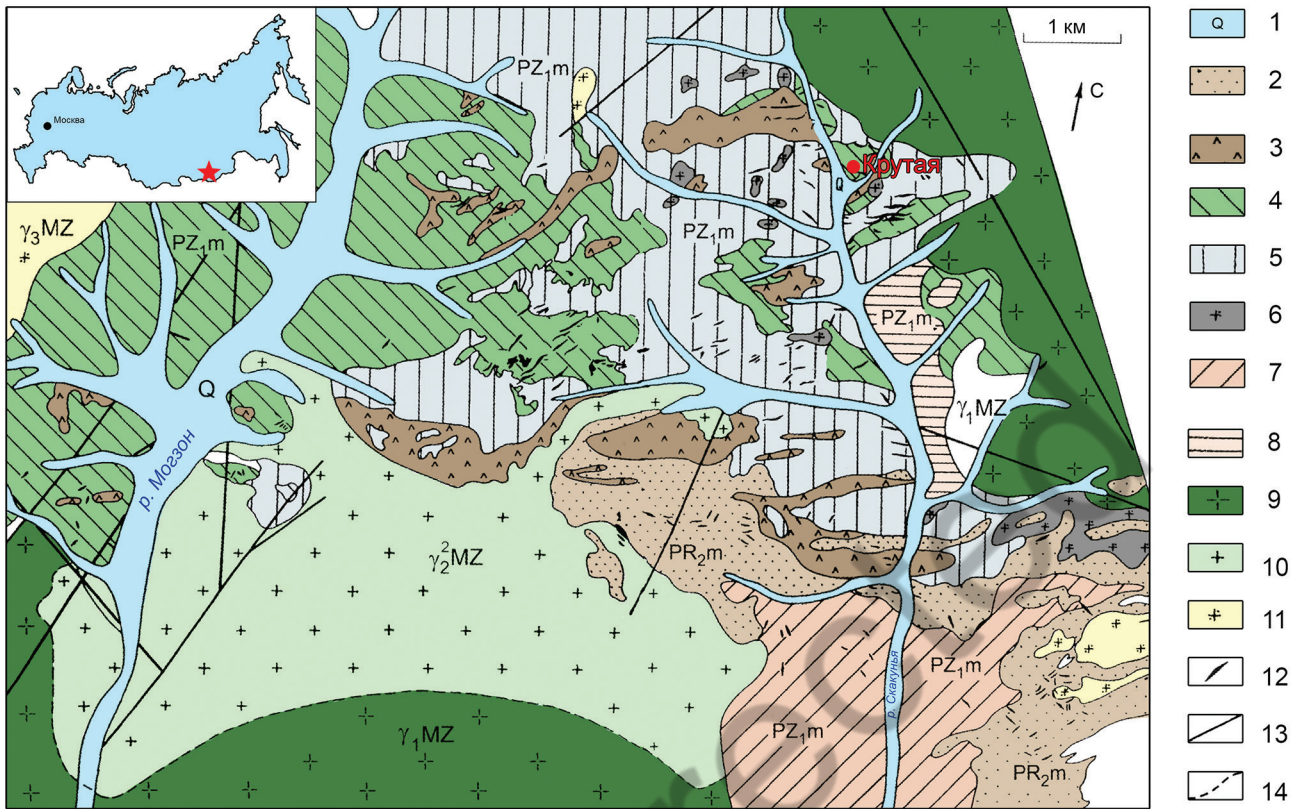 Москва
1 км
С
Крутая
PZ₁m
PZ₁m
PZ₁m
PZ₁m
γ₃MZ
Q
Q
γ₁MZ
р. Могзон
γ₂²MZ
PR₂m
р. Скакунья
PZ₁m
PZ₁m
γ₁MZ
PR₂m
Q 1
2
3
4
5
6
7
8
9
10
11
12
13
14